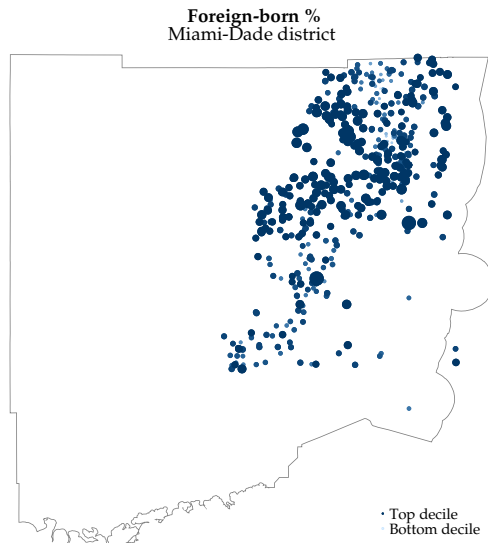 Foreign-born %
Miami-Dade district
Top decile
Bottom decile